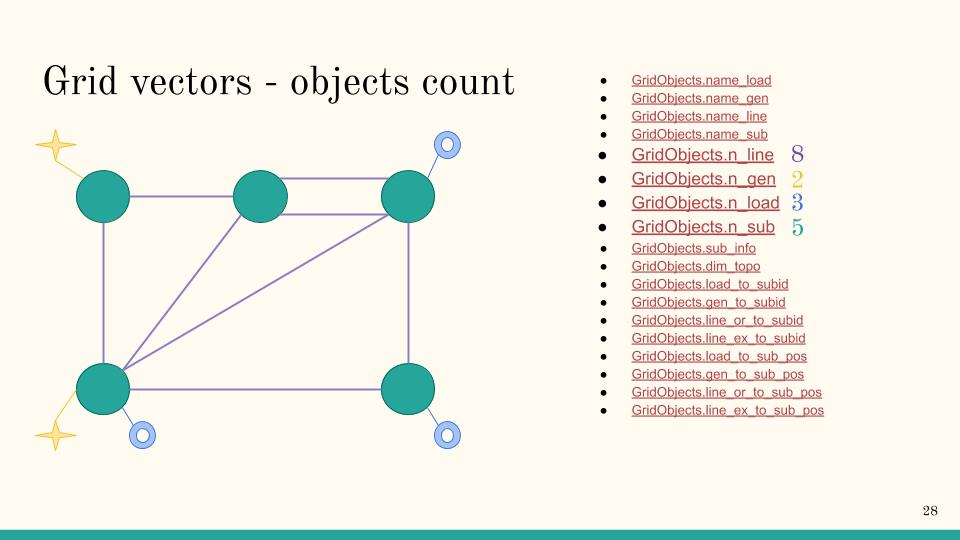 Grid vectors - objects count
● GridObjects.name_load
● GridObjects.name_gen
● GridObjects.name_line
● GridObjects.name_sub
● GridObjects.n_line 8
● GridObjects.n_gen 2
● GridObjects.n_load 3
● GridObjects.n_sub 5
● GridObjects.sub_info
● GridObjects.dim_topo
● GridObjects.load_to_subid
● GridObjects.gen_to_subid
● GridObjects.line_or_to_subid
● GridObjects.line_ex_to_subid
● GridObjects.load_to_sub_pos
● GridObjects.gen_to_sub_pos
● GridObjects.line_or_to_sub_pos
● GridObjects.line_ex_to_sub_pos
28